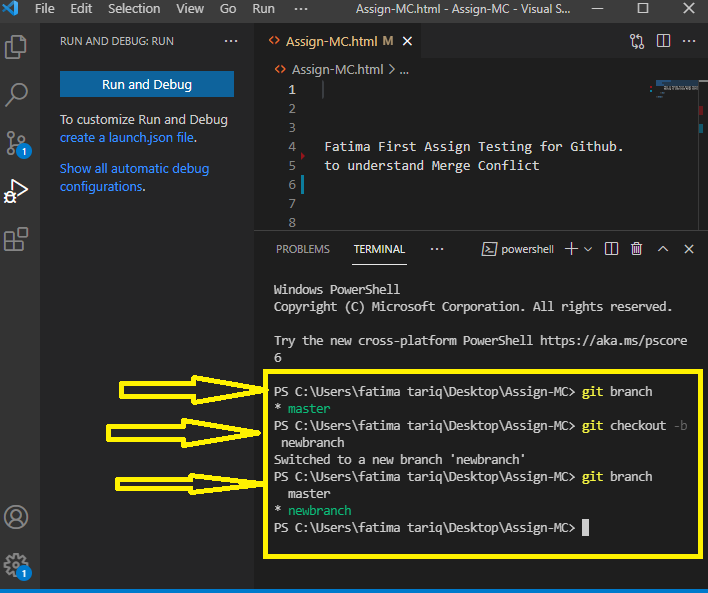 File Edit Selection View Go Run ··· Assign-MC.html - Assign-MC - Visual S...
RUN AND DEBUG: RUN ···
Run and Debug
To customize Run and Debug
create a launch.json file.
Show all automatic debug
configurations.
1
1
Assign-MC.html M
Assign-MC.html > ...
1
2
3
4 Fatima First Assign Testing for Github.
5 to understand Merge Conflict
6
7
8
PROBLEMS TERMINAL ··· powershell
Windows PowerShell
Copyright (C) Microsoft Corporation. All rights reserved.
Try the new cross-platform PowerShell https://aka.ms/pscore
6
PS C:\Users\fatima tariq\Desktop\Assign-MC> git branch
* master
PS C:\Users\fatima tariq\Desktop\Assign-MC> git checkout -b
newbranch
Switched to a new branch 'newbranch'
PS C:\Users\fatima tariq\Desktop\Assign-MC> git branch
master
* newbranch
PS C:\Users\fatima tariq\Desktop\Assign-MC>